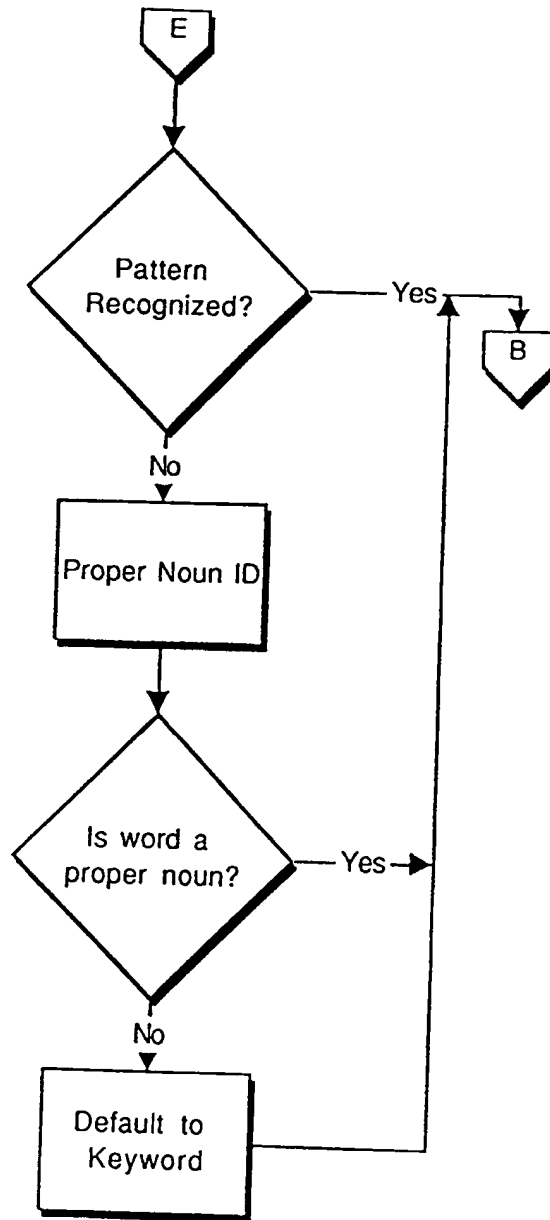 E
Pattern
Recognized?
Yes
B
No
Proper Noun ID
Is word a
proper noun?
Yes
No
Default to
Keyword